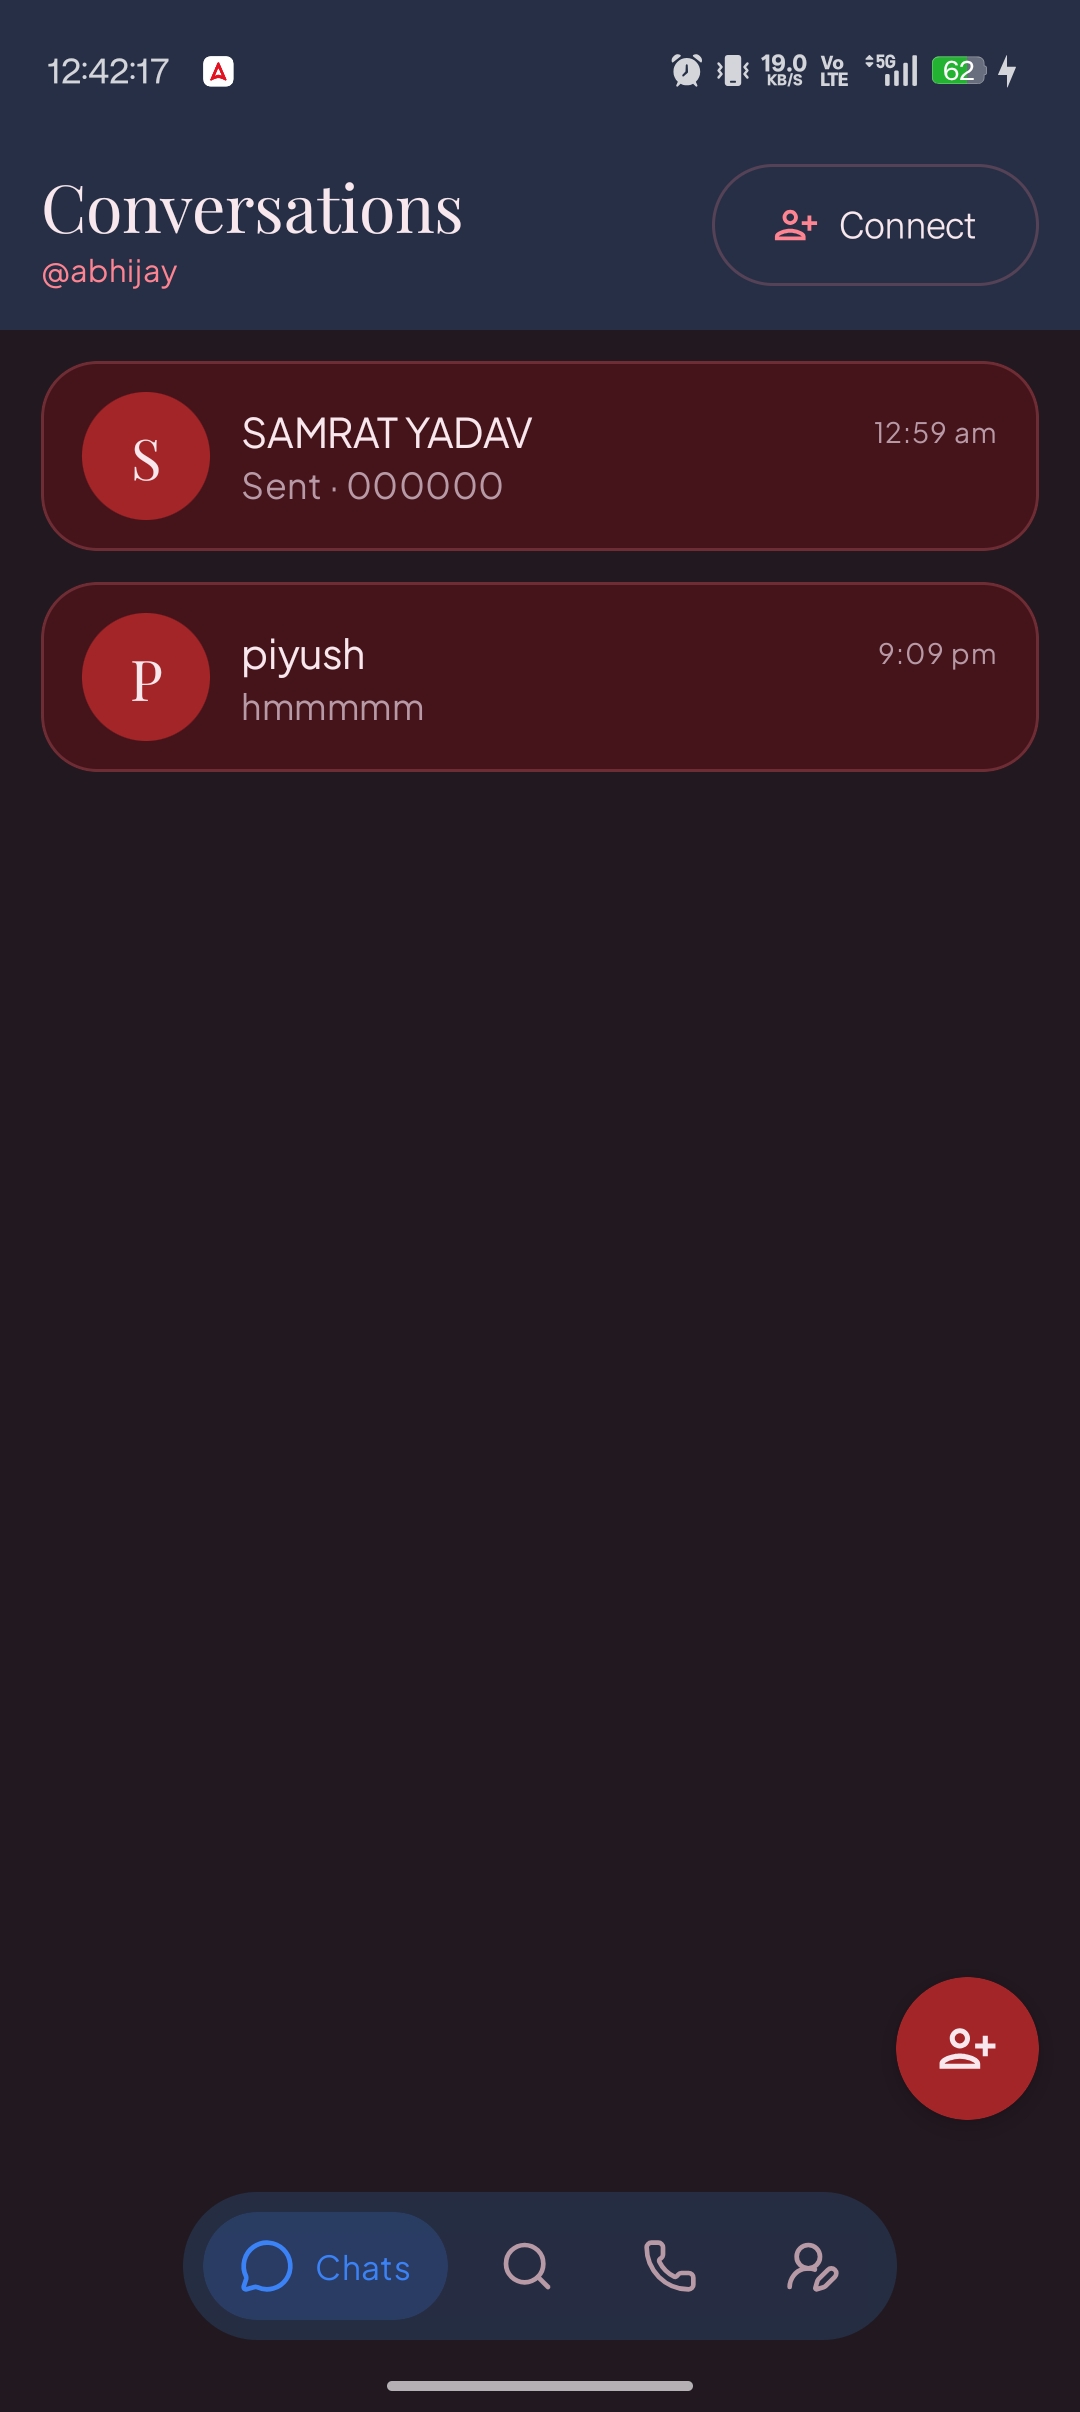 12:42:17 19.0 KB/S Vo LTE 5G 62
Conversations
@abhijay
Connect
S
SAMRAT YADAV
12:59 am
Sent · 000000
P
piyush
9:09 pm
hmmmmm
Chats